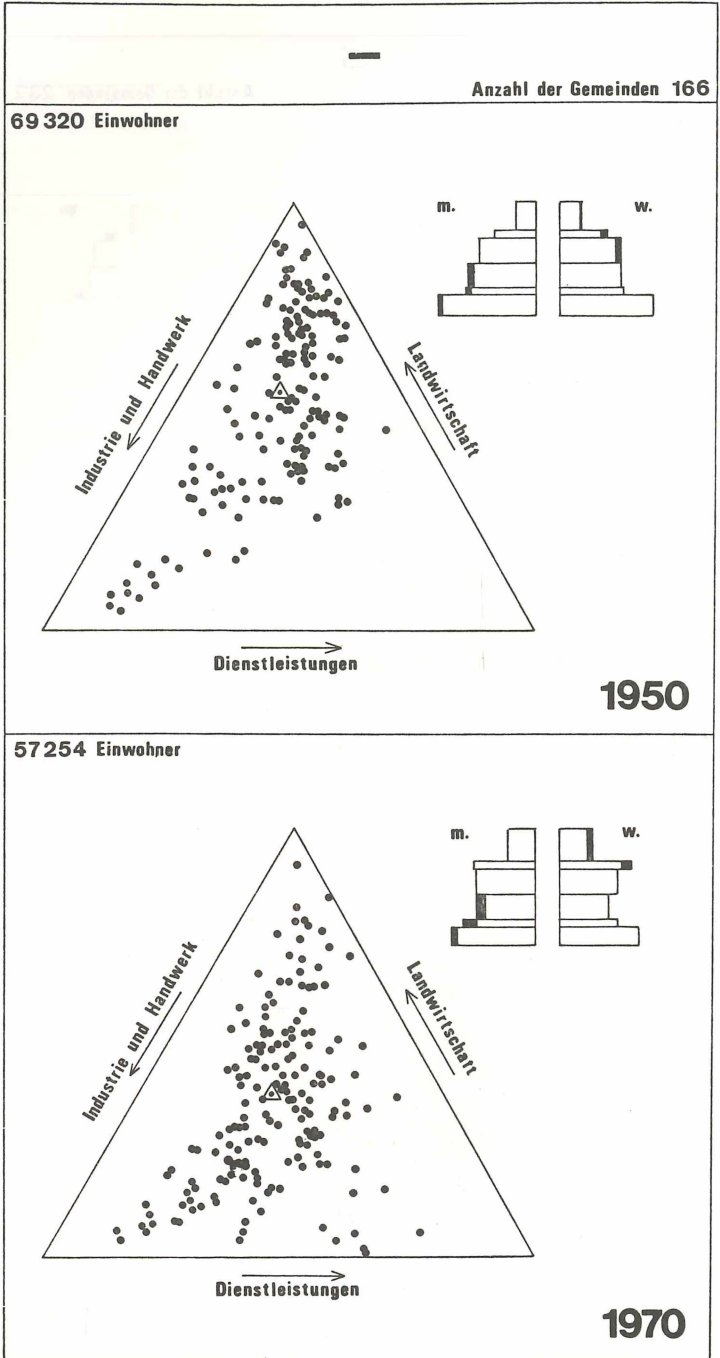 Anzahl der Gemeinden 166
69 320 Einwohner
m.
w.
Industrie und Handwerk
Landwirtschaft
Dienstleistungen
1950
57 254 Einwohner
m.
w.
Industrie und Handwerk
Landwirtschaft
Dienstleistungen
1970